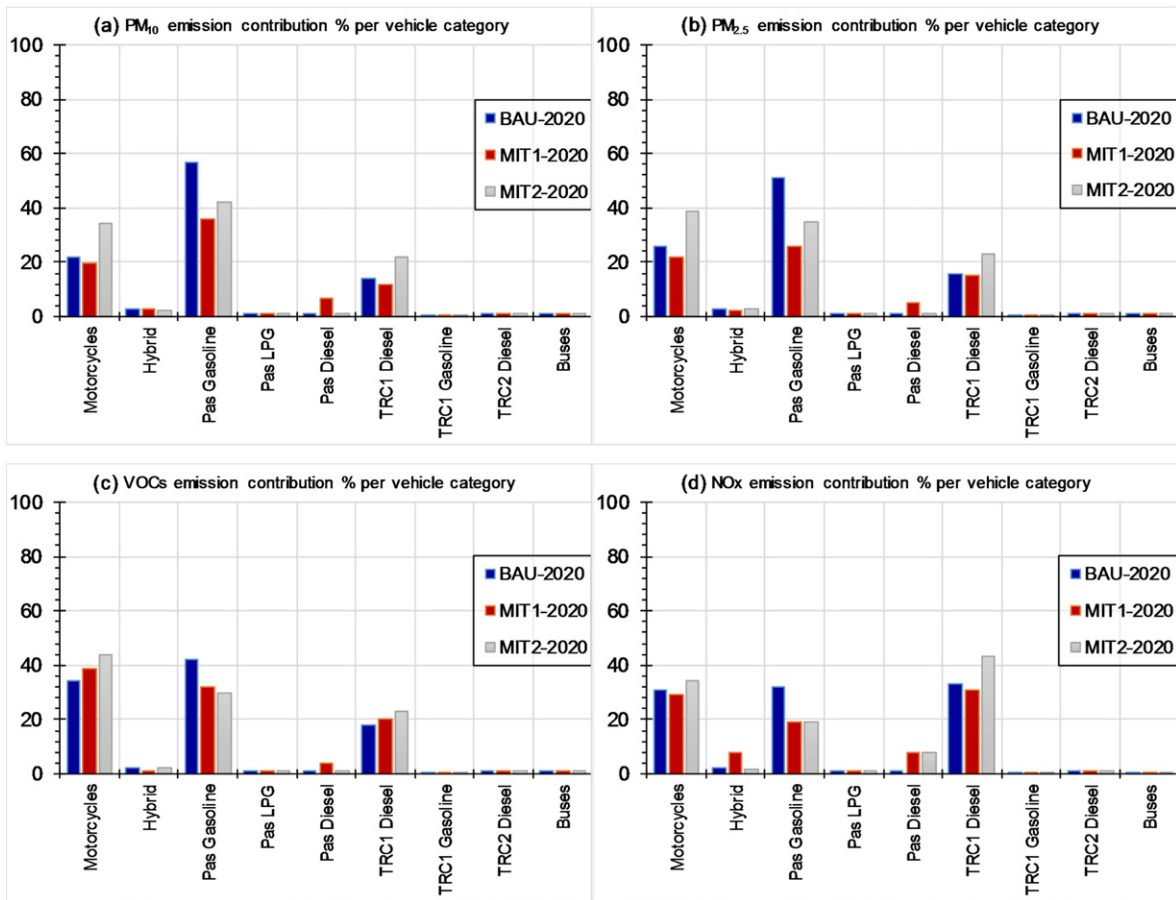 (a) PM₁₀ emission contribution % per vehicle category
100
80
60
40
20
0
BAU-2020
MIT1-2020
MIT2-2020
Motorcycles
Hybrid
Pas Gasoline
Pas LPG
Pas Diesel
TRC1 Diesel
TRC1 Gasoline
TRC2 Diesel
Buses
(b) PM₂.₅ emission contribution % per vehicle category
100
80
60
40
20
0
BAU-2020
MIT1-2020
MIT2-2020
Motorcycles
Hybrid
Pas Gasoline
Pas LPG
Pas Diesel
TRC1 Diesel
TRC1 Gasoline
TRC2 Diesel
Buses
(c) VOCs emission contribution % per vehicle category
100
80
60
40
20
0
BAU-2020
MIT1-2020
MIT2-2020
Motorcycles
Hybrid
Pas Gasoline
Pas LPG
Pas Diesel
TRC1 Diesel
TRC1 Gasoline
TRC2 Diesel
Buses
(d) NOx emission contribution % per vehicle category
100
80
60
40
20
0
BAU-2020
MIT1-2020
MIT2-2020
Motorcycles
Hybrid
Pas Gasoline
Pas LPG
Pas Diesel
TRC1 Diesel
TRC1 Gasoline
TRC2 Diesel
Buses